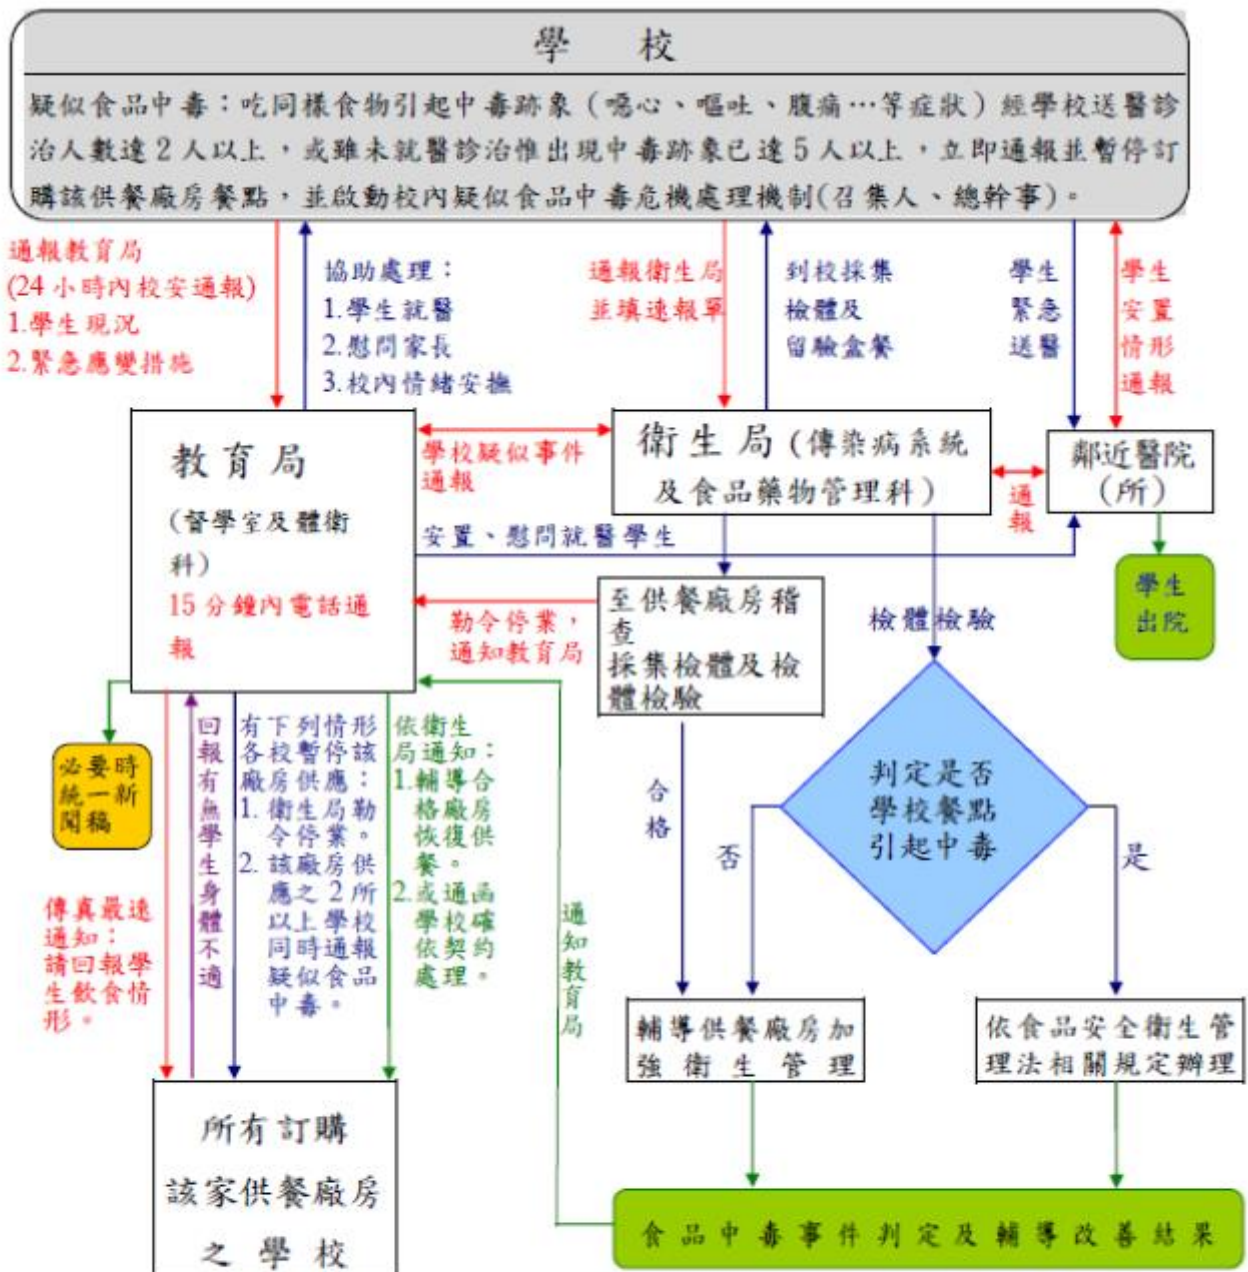 學 校
疑似食品中毒：吃同樣食物引起中毒跡象（噁心、嘔吐、腹痛…等症狀）經學校送醫診
治人數達2人以上，或雖未就醫診治惟出現中毒跡象已達5人以上，立即通報並暫停訂
購該供餐廠房餐點，並啟動校內疑似食品中毒危機處理機制(召集人、總幹事)。
通報教育局
(24小時內校安通報)
1.學生現況
2.緊急應變措施
協助處理：
1.學生就醫
2.慰問家長
3.校內情緒安撫
通報衛生局
並填速報單
到校採集
檢體及
留驗盒餐
學生
緊急
送醫
學生
安置
情形
通報
教育局
(督學室及體衛
科)
15分鐘內電話通
報
學校疑似事件
通報
衛生局(傳染病系統
及食品藥物管理科)
通報
鄰近醫院
(所)
安置、慰問就醫學生
學生
出院
勒令停業，
通知教育局
至供餐廠房稽
查
採集檢體及檢
體檢驗
檢體檢驗
必要時
統一新
聞稿
傳真最速
通知：
請回報學
生飲食情
形。
回報有無學生身體不適
有下列情形
各校暫停該
廠房供應：
1. 衛生局勒
令停業。
2. 該廠房供
應之2所
以上學校
同時通報
疑似食品
中毒。
依衛生
局通知：
1.輔導合
格廠房
恢復供
餐。
2.或通函
學校確
依契約
處理。
通知教育局
合格
判定是否
學校餐點
引起中毒
否
是
輔導供餐廠房加
強衛生管理
依食品安全衛生管
理法相關規定辦理
所有訂購
該家供餐廠房
之學校
食品中毒事件判定及輔導改善結果